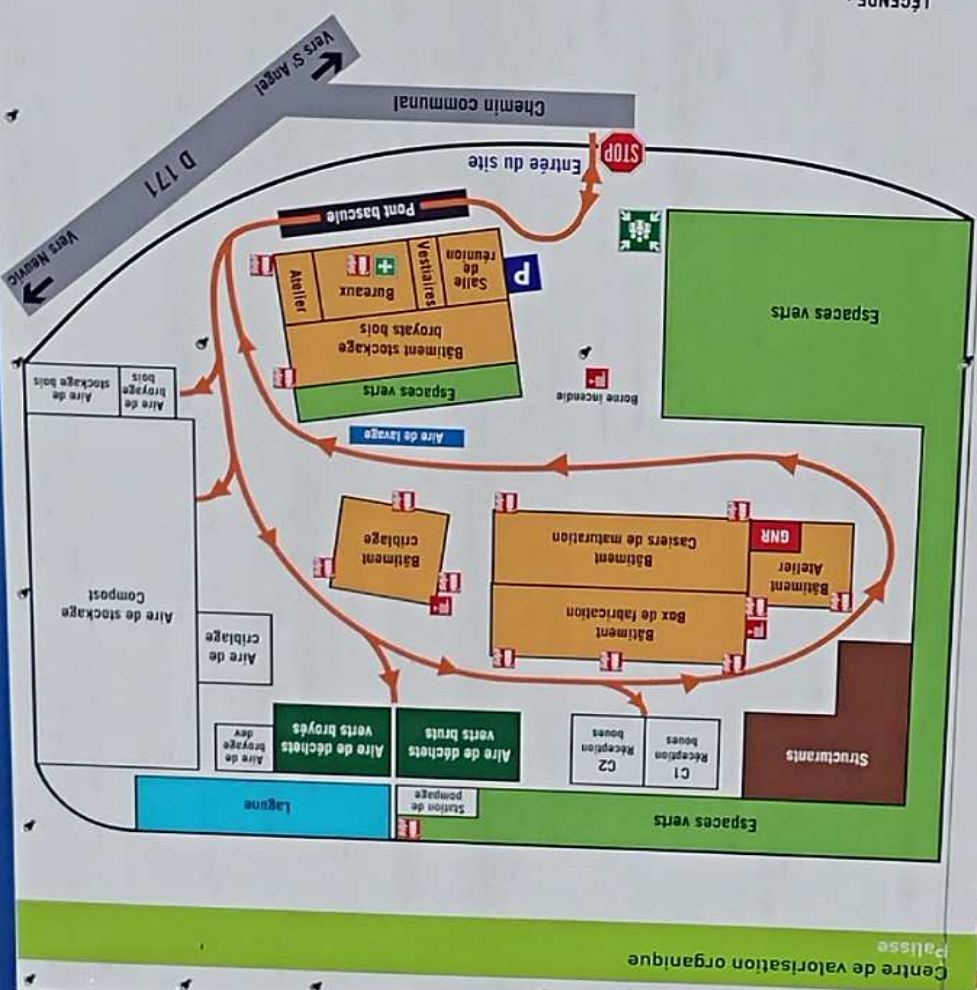 Centre de valorisation organique
Palisse
Espaces verts
Station de
pompage
Lagune
Structurants
C1
Réception
boues
C2
Réception
boues
Aire de déchets
verts bruts
Aire de déchets
verts broyés
Aire de
broyage
dev
Aire de
criblage
Aire de stockage
Compost
Bâtiment
Box de fabrication
Bâtiment
Atelier
GNR
Bâtiment
Casiers de maturation
Bâtiment
criblage
Aire de lavage
Borne incendie
Espaces verts
Espaces verts
Bâtiment stockage
broyats bois
Aire de
broyage
bois
Aire de
stockage bois
P
Salle
de
réunion
Vestiaires
Bureaux
Atelier
Pont bascule
Entrée du site
STOP
Chemin communal
Vers Neuvic
D 171
Vers St Angel
LÉGENDE :